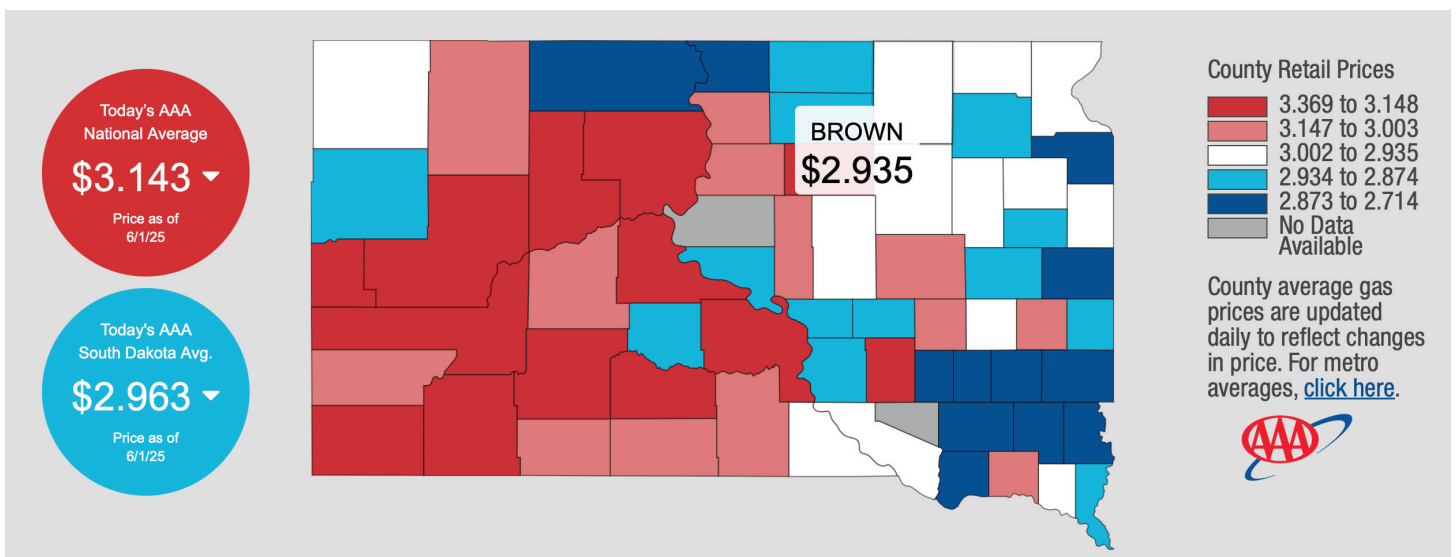 Today's AAA
National Average
$3.143
Price as of
6/1/25
Today's AAA
South Dakota Avg.
$2.963
Price as of
6/1/25
BROWN
$2.935
County Retail Prices
3.369 to 3.148
3.147 to 3.003
3.002 to 2.935
2.934 to 2.874
2.873 to 2.714
No Data
Available
County average gas
prices are updated
daily to reflect changes
in price. For metro
averages, click here.
AAA